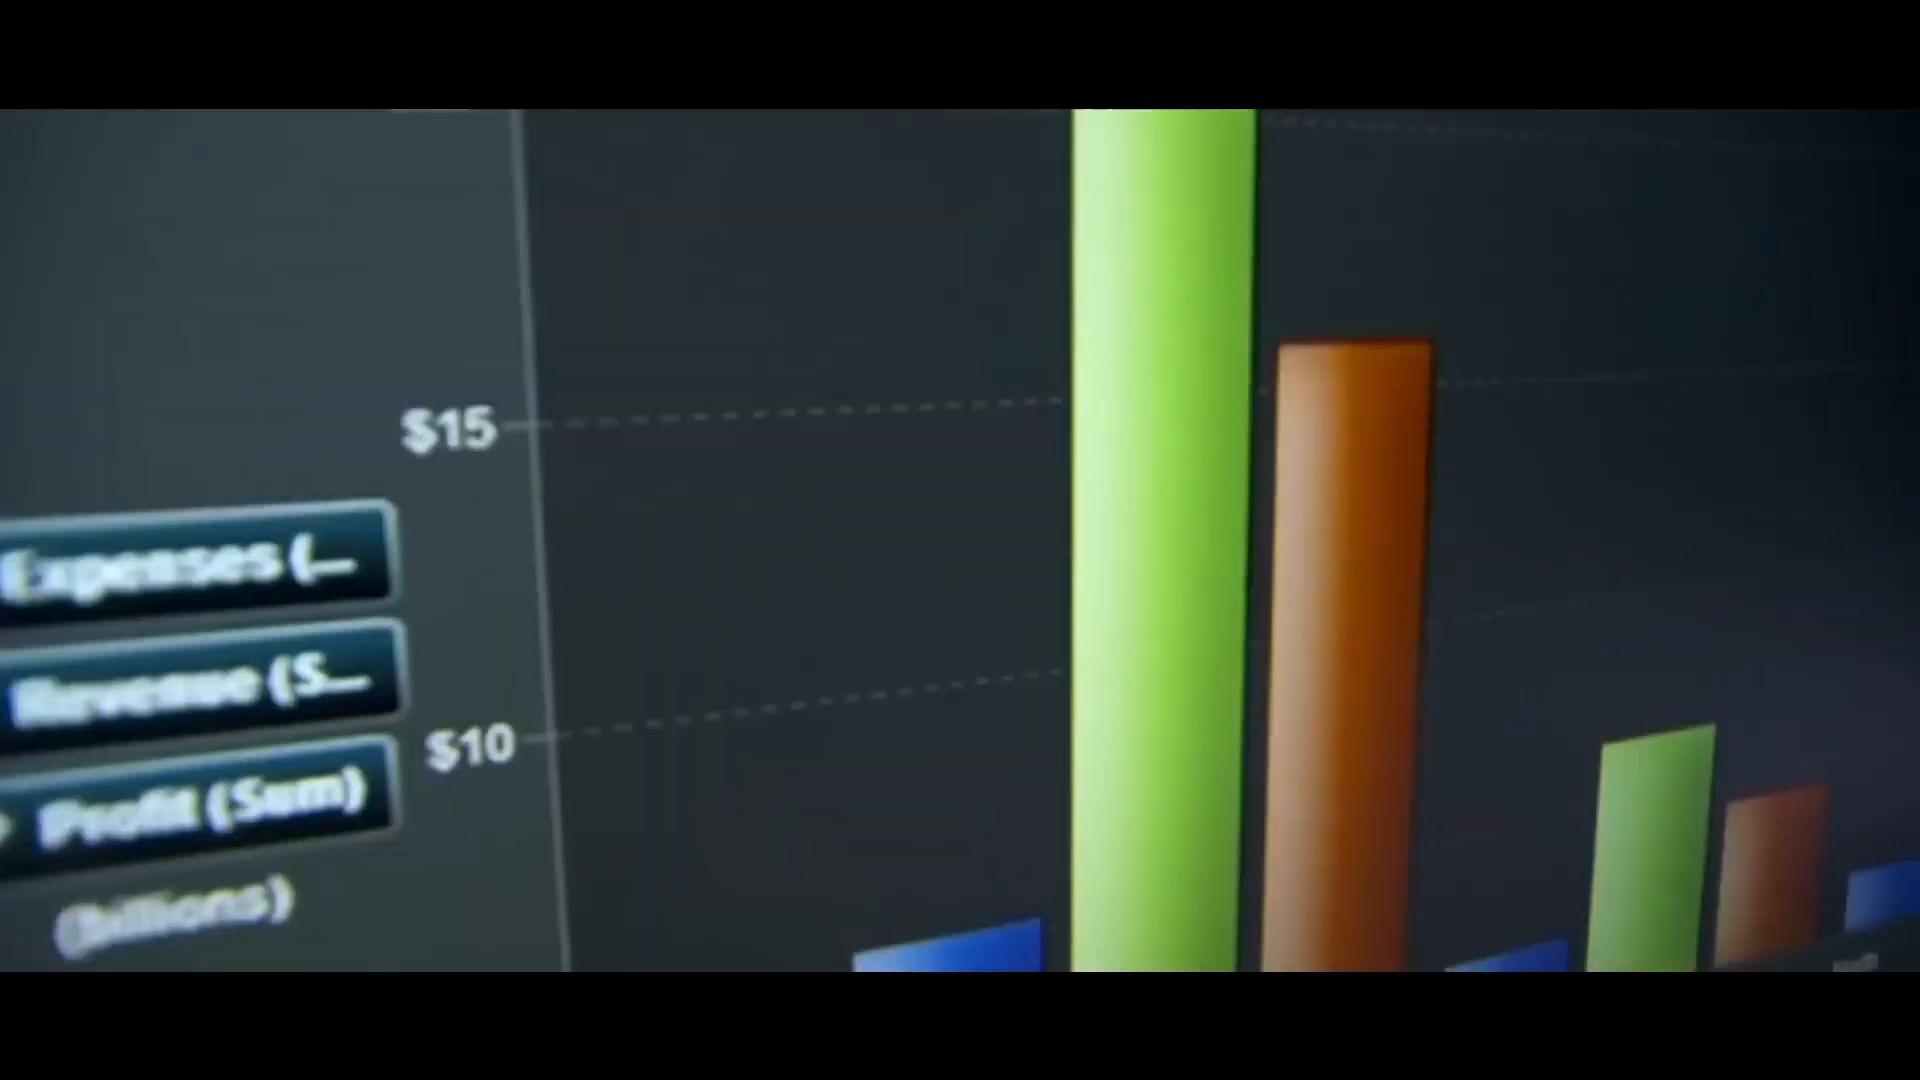 $15
Expenses (...
Revenue (S...
$10
Profit (Sum)
(billions)